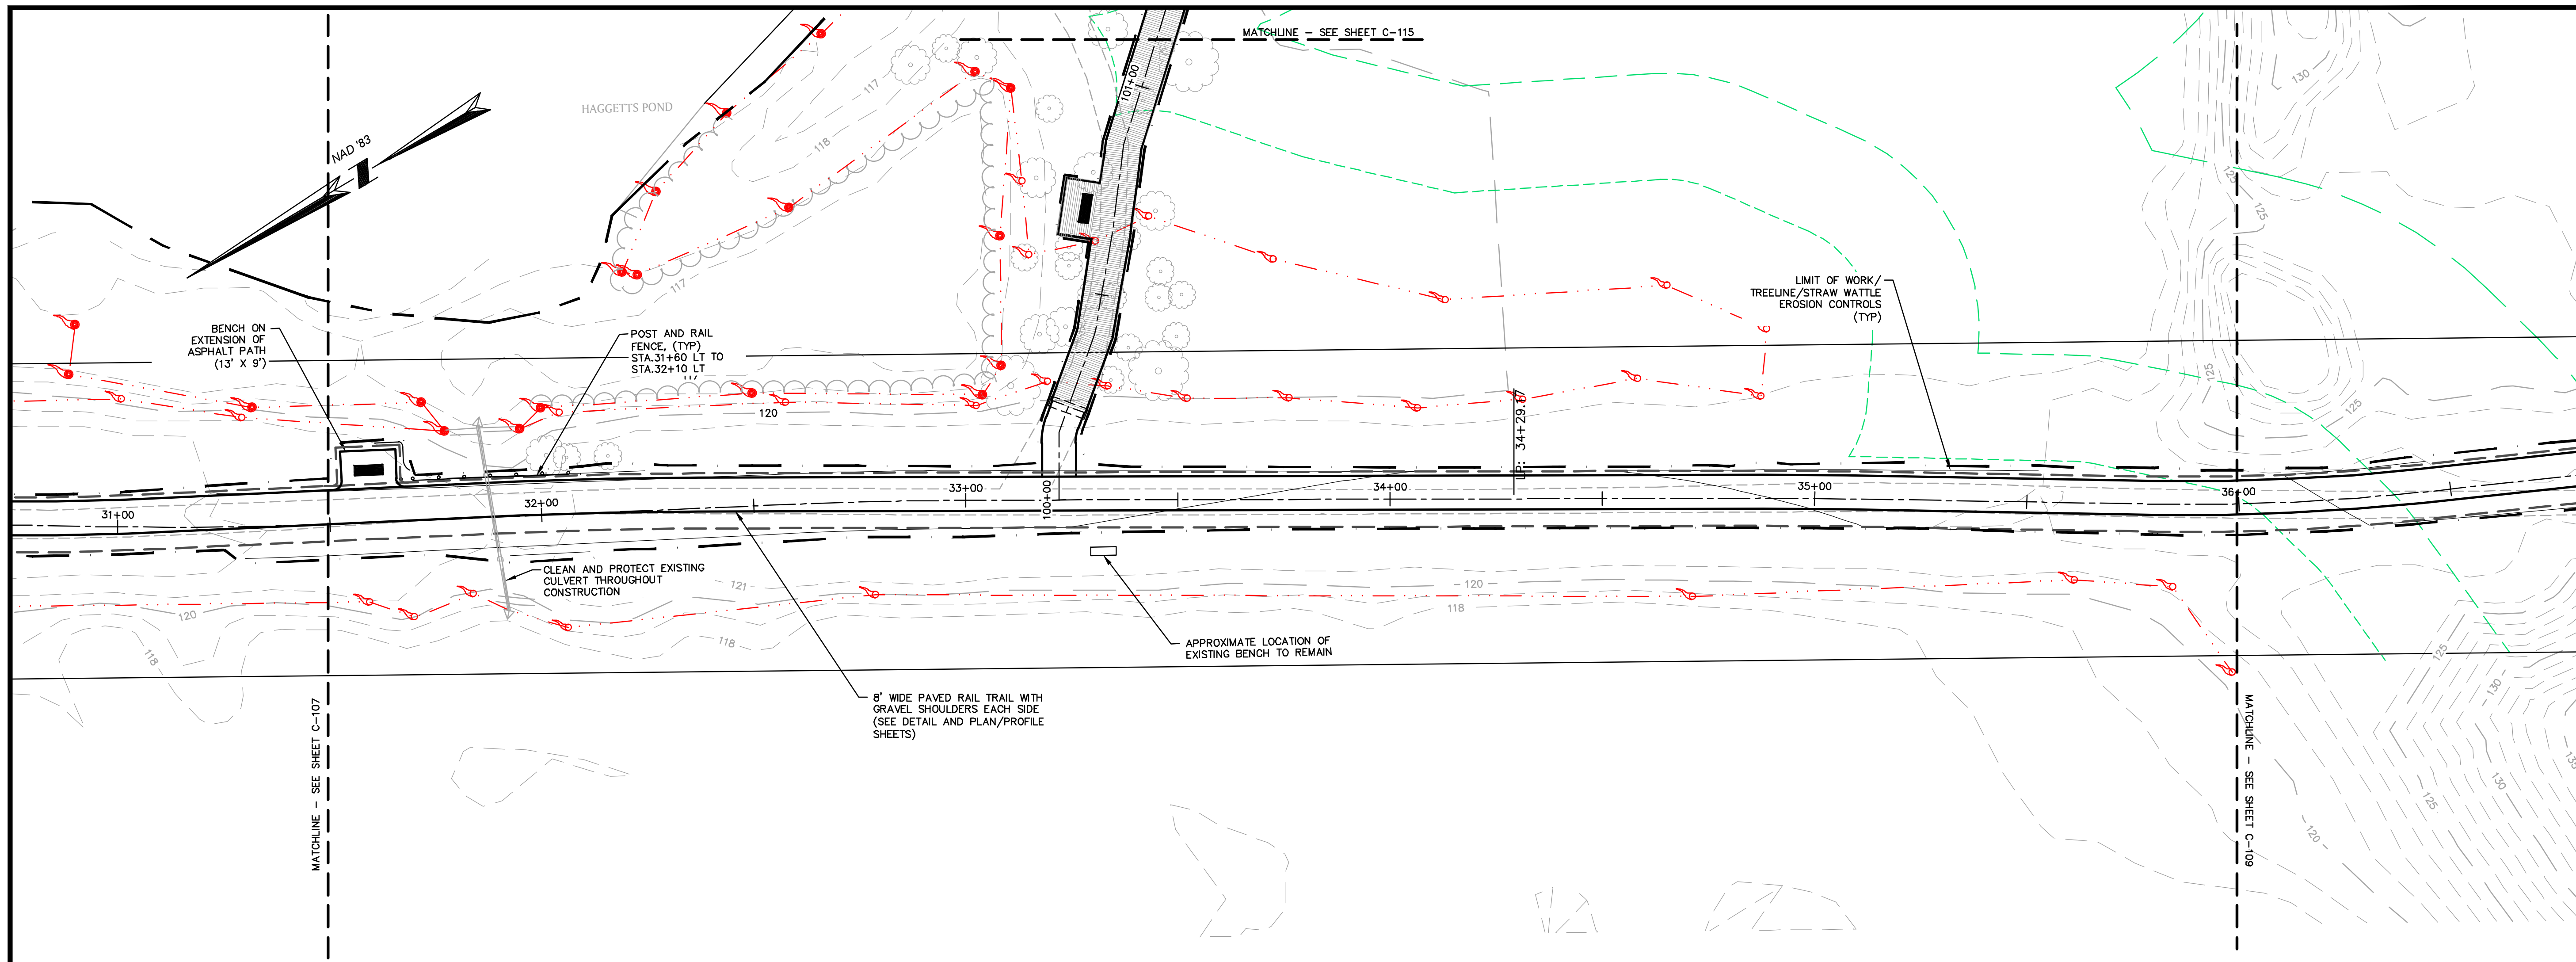 MATCHLINE - SEE SHEET C-115
HAGGETTS POND
NAD '83
101+00
117
118
130
125
125
117
BENCH ON
EXTENSION OF
ASPHALT PATH
(13' X 9')
POST AND RAIL
FENCE, (TYP)
STA.31+60 LT TO
STA.32+10 LT
LIMIT OF WORK/
TREELINE/STRAW WATTLE
EROSION CONTROLS
(TYP)
125
125
120
34+29.17
31+00
32+00
33+00
100+00
34+00
35+00
36+00
CLEAN AND PROTECT EXISTING
CULVERT THROUGHOUT
CONSTRUCTION
121
120
118
120
118
118
APPROXIMATE LOCATION OF
EXISTING BENCH TO REMAIN
8' WIDE PAVED RAIL TRAIL WITH
GRAVEL SHOULDERS EACH SIDE
(SEE DETAIL AND PLAN/PROFILE
SHEETS)
MATCHLINE - SEE SHEET C-107
MATCHLINE - SEE SHEET C-109
125
130
130
135
125
120